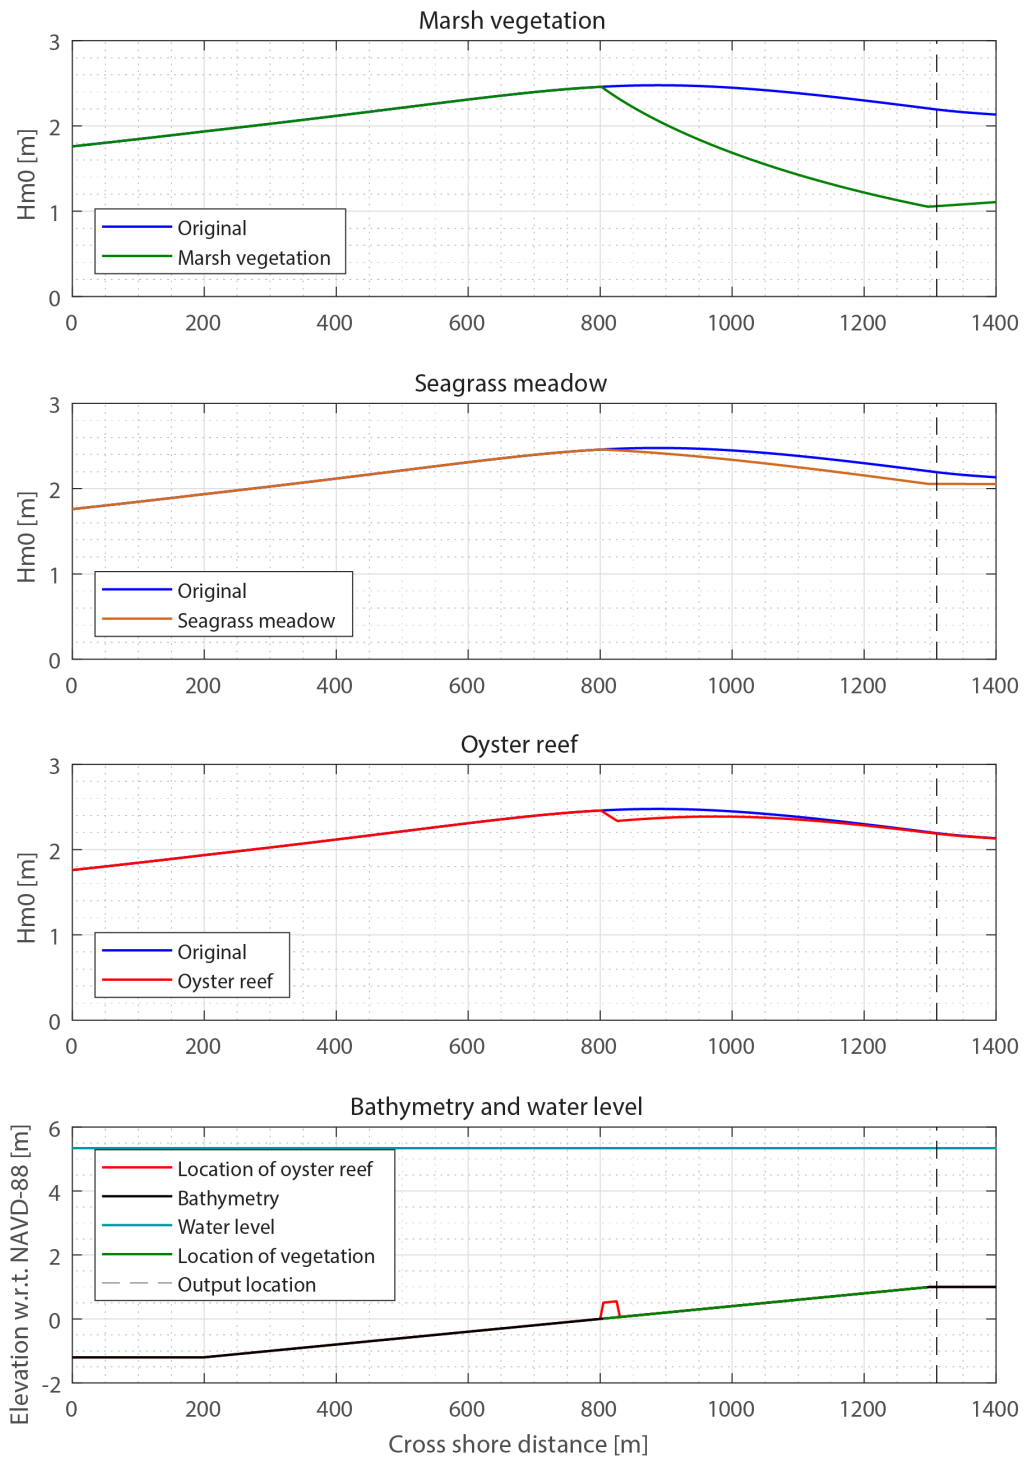 Marsh vegetation
3
2
1
0
Hm0 [m]
Original
Marsh vegetation
0 200 400 600 800 1000 1200 1400
Seagrass meadow
3
2
1
0
Hm0 [m]
Original
Seagrass meadow
0 200 400 600 800 1000 1200 1400
Oyster reef
3
2
1
0
Hm0 [m]
Original
Oyster reef
0 200 400 600 800 1000 1200 1400
Bathymetry and water level
6
4
2
0
-2
Elevation w.r.t. NAVD-88 [m]
Location of oyster reef
Bathymetry
Water level
Location of vegetation
Output location
0 200 400 600 800 1000 1200 1400
Cross shore distance [m]